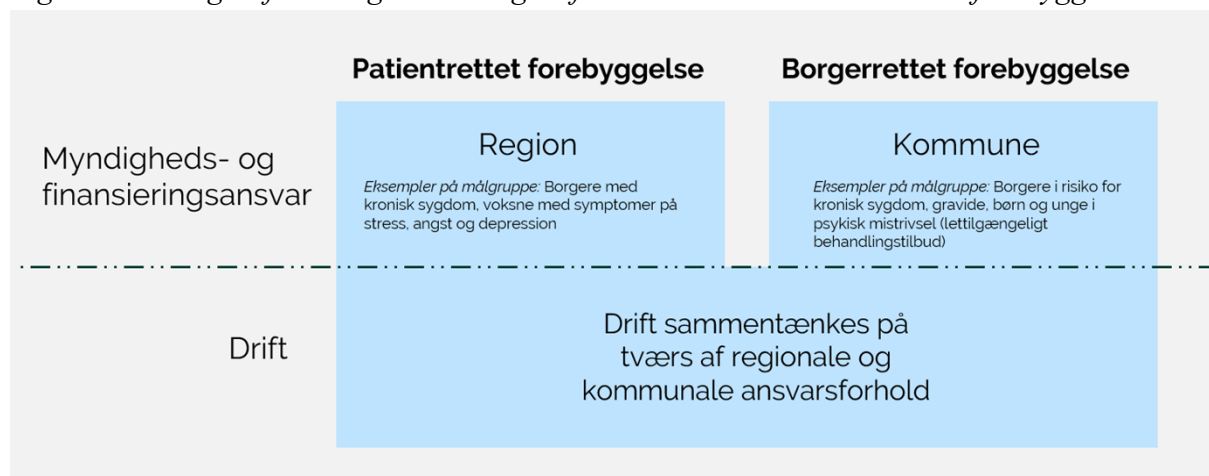 Patientrettet forebyggelse
Borgerrettet forebyggelse
Myndigheds- og
finansieringsansvar
Region
Eksempler på målgruppe: Borgere med
kronisk sygdom, voksne med symptomer på
stress, angst og depression
Kommune
Eksempler på målgruppe: Borgere i risiko for
kronisk sygdom, gravide, børn og unge i
psykisk mistrivsel (lettilgængeligt
behandlingstilbud)
Drift
Drift sammentænkes på
tværs af regionale og
kommunale ansvarsforhold